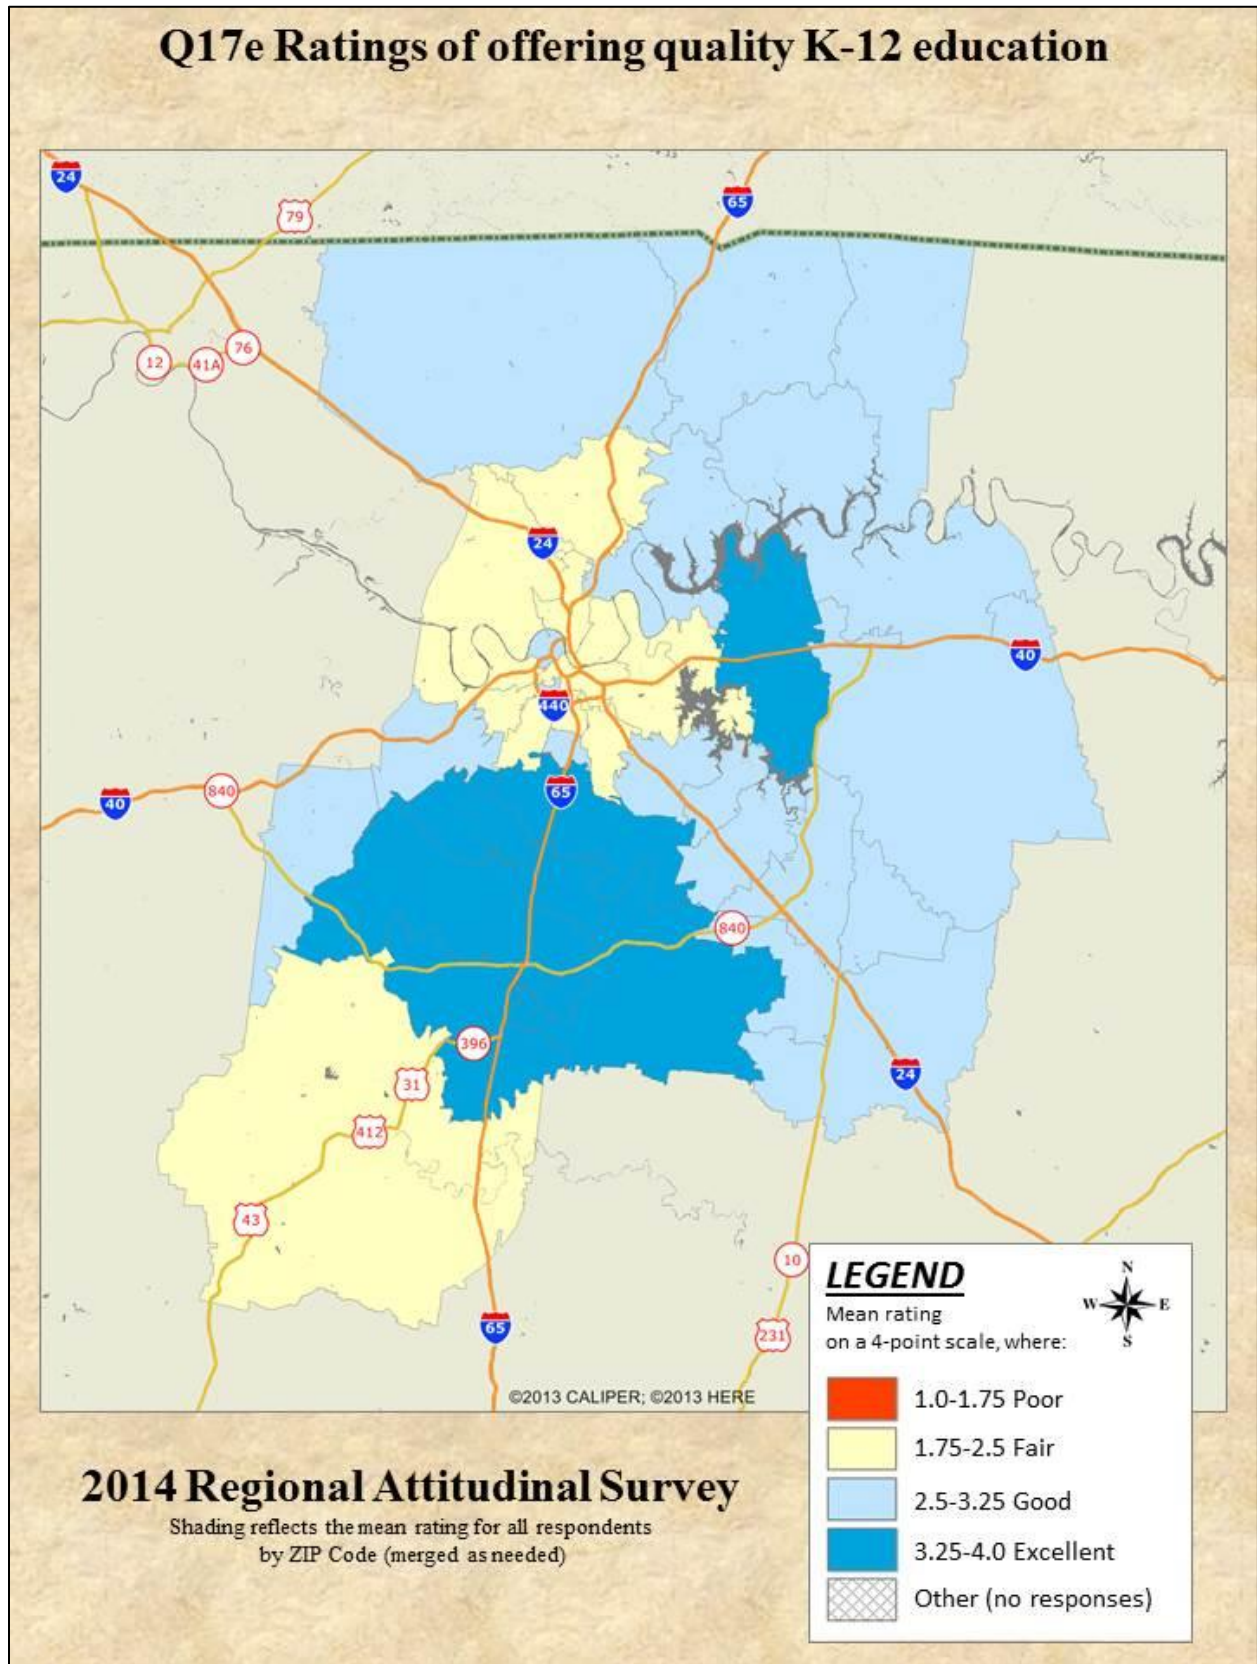 Q17e Ratings of offering quality K-12 education
24
79
65
12
41A
76
24
40
440
840
40
65
840
396
31
24
412
43
10
65
231
©2013 CALIPER; ©2013 HERE
LEGEND
N
W E
S
Mean rating
on a 4-point scale, where:
1.0-1.75 Poor
1.75-2.5 Fair
2.5-3.25 Good
3.25-4.0 Excellent
Other (no responses)
2014 Regional Attitudinal Survey
Shading reflects the mean rating for all respondents
by ZIP Code (merged as needed)